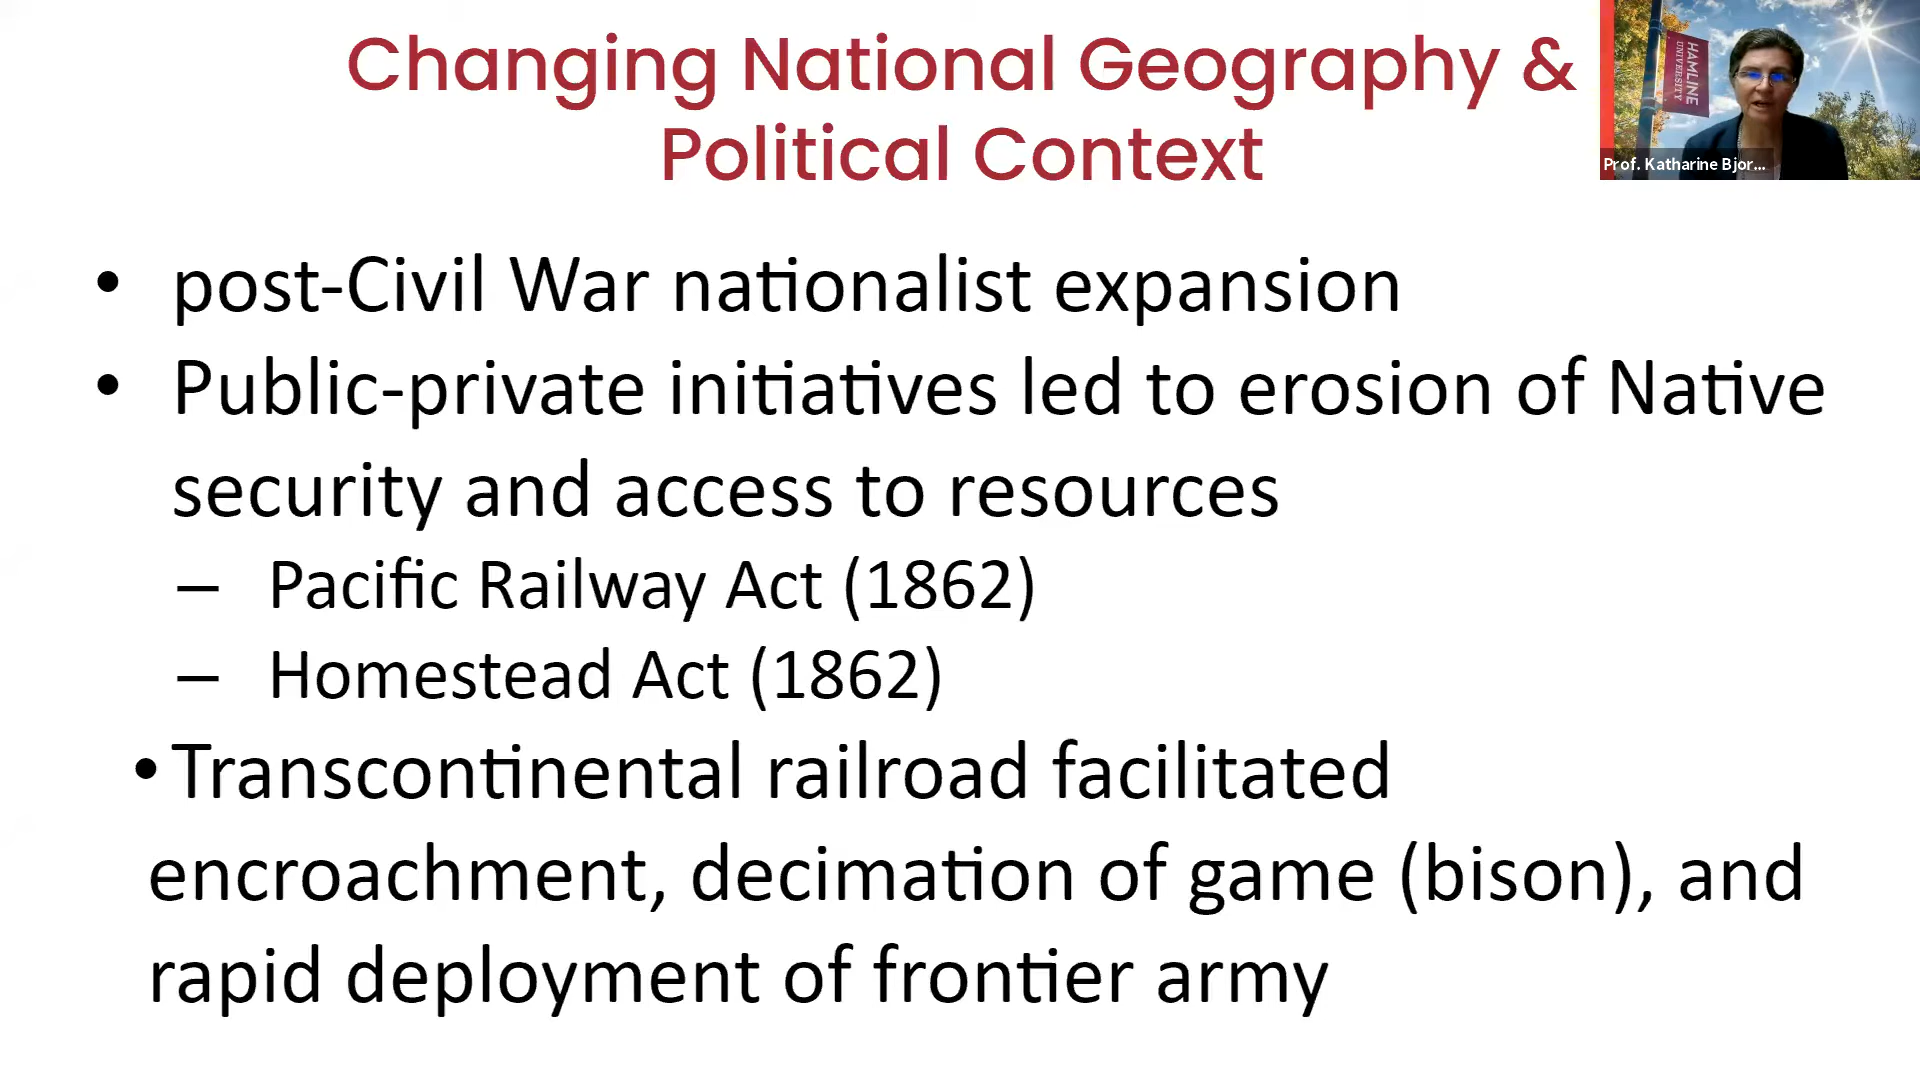 Changing National Geography &
Political Context
HAMLINE
UNIVERSITY
Prof. Katharine Bjor...
• post-Civil War nationalist expansion
• Public-private initiatives led to erosion of Native
security and access to resources
– Pacific Railway Act (1862)
– Homestead Act (1862)
• Transcontinental railroad facilitated
encroachment, decimation of game (bison), and
rapid deployment of frontier army